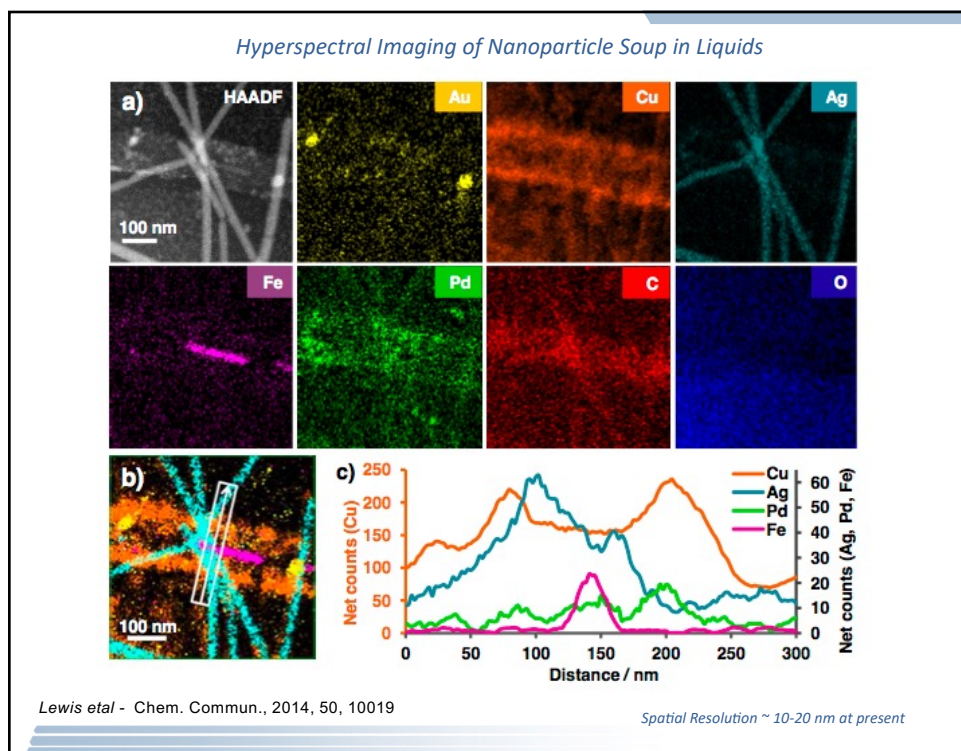 Hyperspectral Imaging of Nanoparticle Soup in Liquids
a) HAADF
Au
Cu
Ag
100 nm
Fe
Pd
C
O
b)
100 nm
c)
Net counts (Cu)
250
200
150
100
50
0
Cu
Ag
Pd
Fe
60
50
40
30
20
10
0
Net counts (Ag, Pd, Fe)
0 50 100 150 200 250 300
Distance / nm
Lewis etal - Chem. Commun., 2014, 50, 10019
Spatial Resolution ~ 10-20 nm at present